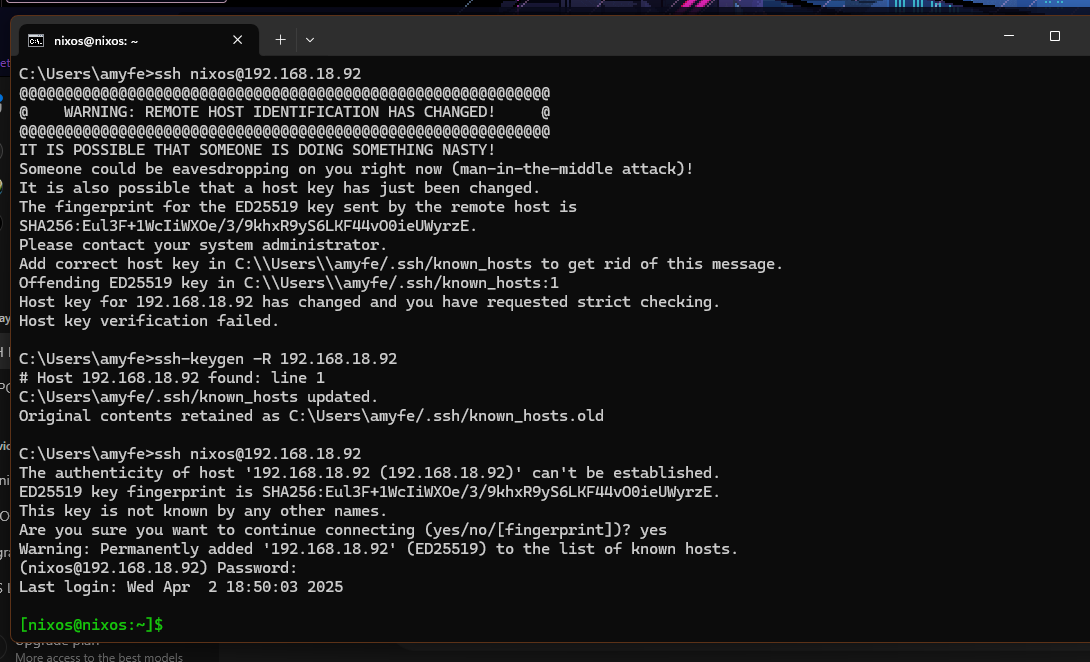 nixos@nixos: ~
C:\Users\amyfe>ssh nixos@192.168.18.92
@@@@@@@@@@@@@@@@@@@@@@@@@@@@@@@@@@@@@@@@@@@@@@@@@@@@@@@@@@@
@    WARNING: REMOTE HOST IDENTIFICATION HAS CHANGED!     @
@@@@@@@@@@@@@@@@@@@@@@@@@@@@@@@@@@@@@@@@@@@@@@@@@@@@@@@@@@@
IT IS POSSIBLE THAT SOMEONE IS DOING SOMETHING NASTY!
Someone could be eavesdropping on you right now (man-in-the-middle attack)!
It is also possible that a host key has just been changed.
The fingerprint for the ED25519 key sent by the remote host is
SHA256:Eul3F+1WcIiWXOe/3/9khxR9yS6LKF44vO0ieUWyrzE.
Please contact your system administrator.
Add correct host key in C:\\Users\\amyfe/.ssh/known_hosts to get rid of this message.
Offending ED25519 key in C:\\Users\\amyfe/.ssh/known_hosts:1
Host key for 192.168.18.92 has changed and you have requested strict checking.
Host key verification failed.
C:\Users\amyfe>ssh-keygen -R 192.168.18.92
# Host 192.168.18.92 found: line 1
C:\Users\amyfe/.ssh/known_hosts updated.
Original contents retained as C:\Users\amyfe/.ssh/known_hosts.old
C:\Users\amyfe>ssh nixos@192.168.18.92
The authenticity of host '192.168.18.92 (192.168.18.92)' can't be established.
ED25519 key fingerprint is SHA256:Eul3F+1WcIiWXOe/3/9khxR9yS6LKF44vO0ieUWyrzE.
This key is not known by any other names.
Are you sure you want to continue connecting (yes/no/[fingerprint])? yes
Warning: Permanently added '192.168.18.92' (ED25519) to the list of known hosts.
(nixos@192.168.18.92) Password:
Last login: Wed Apr  2 18:50:03 2025
[nixos@nixos:~]$
Upgrade plan
More access to the best models